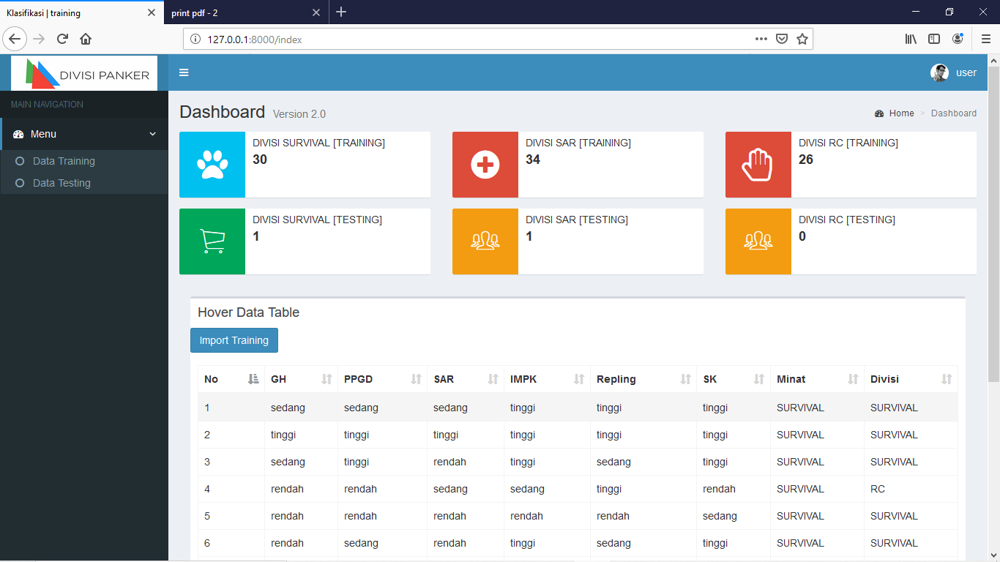 Klasifikasi | training
print pdf - 2
127.0.0.1:8000/index
DIVISI PANKER
user
MAIN NAVIGATION
Menu
Data Training
Data Testing
Dashboard Version 2.0
Home > Dashboard
DIVISI SURVIVAL [TRAINING]
30
DIVISI SAR [TRAINING]
34
DIVISI RC [TRAINING]
26
DIVISI SURVIVAL [TESTING]
1
DIVISI SAR [TESTING]
1
DIVISI RC [TESTING]
0
Hover Data Table
Import Training
No GH PPGD SAR IMPK Repling SK Minat Divisi
1 sedang sedang sedang tinggi tinggi tinggi SURVIVAL SURVIVAL
2 tinggi tinggi tinggi tinggi tinggi tinggi SURVIVAL SURVIVAL
3 sedang tinggi rendah tinggi sedang tinggi SURVIVAL SURVIVAL
4 rendah rendah sedang sedang tinggi rendah SURVIVAL RC
5 rendah rendah rendah rendah rendah sedang SURVIVAL SURVIVAL
6 rendah sedang rendah tinggi sedang tinggi SURVIVAL SURVIVAL